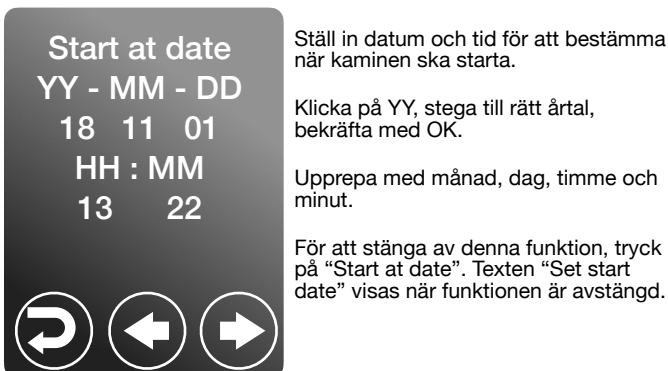 Start at date
YY - MM - DD
18 11 01
HH : MM
13 22
Ställ in datum och tid för att bestämma
när kaminen ska starta.
Klicka på YY, stega till rätt årtal,
bekräfta med OK.
Upprepa med månad, dag, timme och
minut.
För att stänga av denna funktion, tryck
på “Start at date”. Texten “Set start
date” visas när funktionen är avstängd.